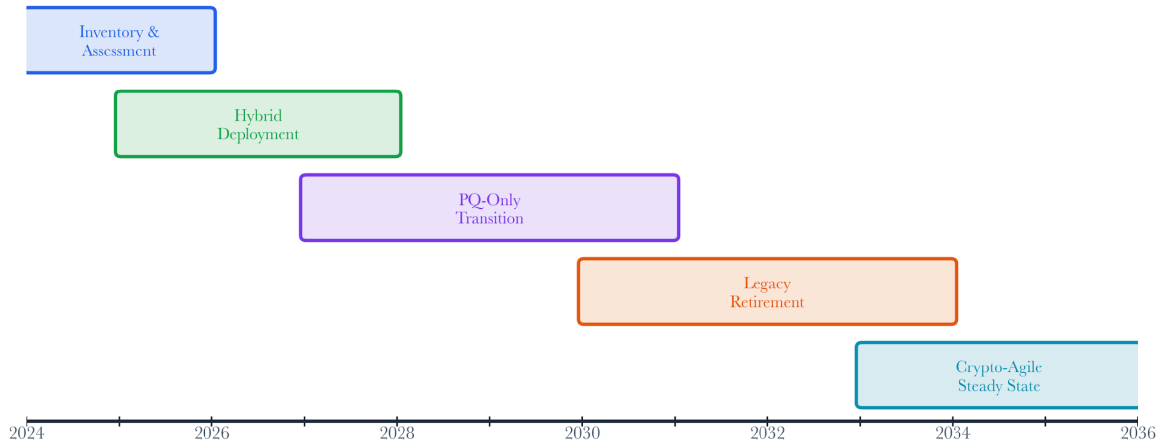 Inventory &
Assessment
Hybrid
Deployment
PQ-Only
Transition
Legacy
Retirement
Crypto-Agile
Steady State
2024 2026 2028 2030 2032 2034 2036